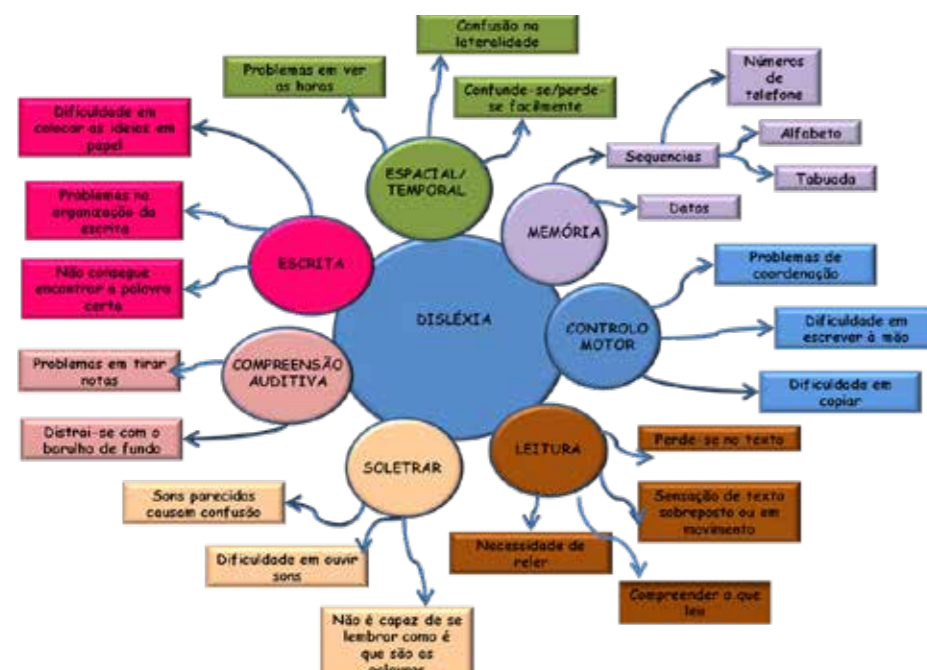 Confusão na
lateralidade
Problemas em ver
as horas
Confunde-se/perde-
se facilmente
Números
de
telefone
Dificuldade em
colocar as ideias em
papel
Alfabeto
Sequencias
ESPACIAL/
TEMPORAL
Tabuada
Problemas na
organização da
escrita
Datas
MEMÓRIA
ESCRITA
Problemas de
coordenação
Não consegue
encontrar a palavra
certa
DISLÉXIA
CONTROLO
MOTOR
Dificuldade em
escrever à mão
Problemas em tirar
notas
COMPREENSÃO
AUDITIVA
Dificuldade em
copiar
Distrai-se com o
barulho de fundo
Perde-se no texto
LEITURA
SOLETRAR
Sons parecidos
causam confusão
Sensação de texto
sobreposto ou em
movimento
Necessidade de
reler
Dificuldade em ouvir
sons
Compreender o que
leu
Não é capaz de se
lembrar como é
que são as
palavras